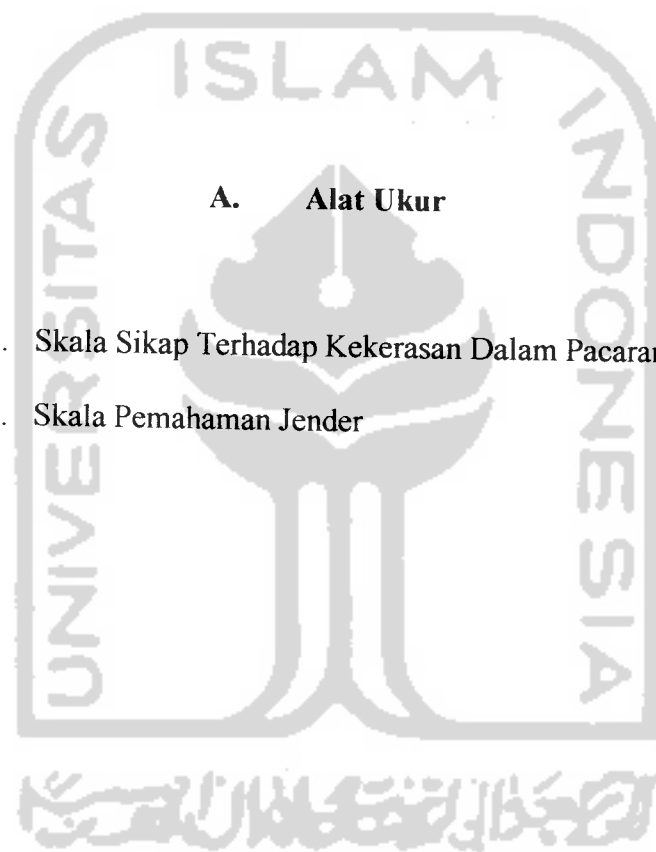 ISLAM
UNIVERSITAS
INDONESIA
A. Alat Ukur
. Skala Sikap Terhadap Kekerasan Dalam Pacaran
. Skala Pemahaman Jender